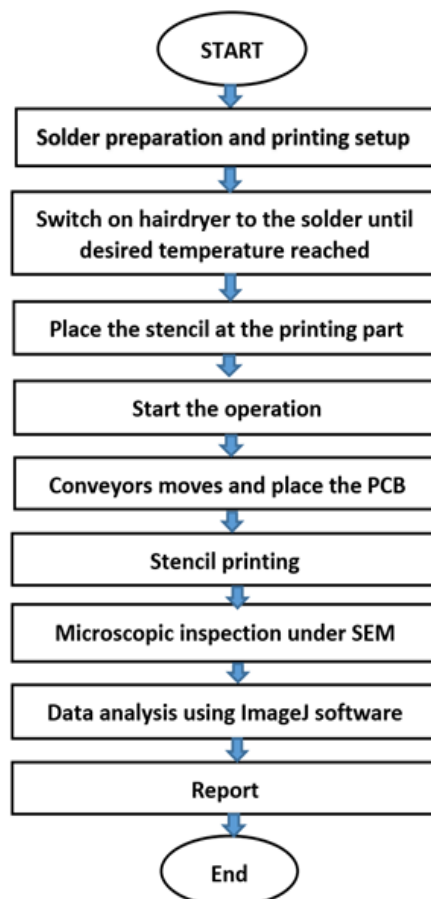 START
Solder preparation and printing setup
Switch on hairdryer to the solder until
desired temperature reached
Place the stencil at the printing part
Start the operation
Conveyors moves and place the PCB
Stencil printing
Microscopic inspection under SEM
Data analysis using ImageJ software
Report
End